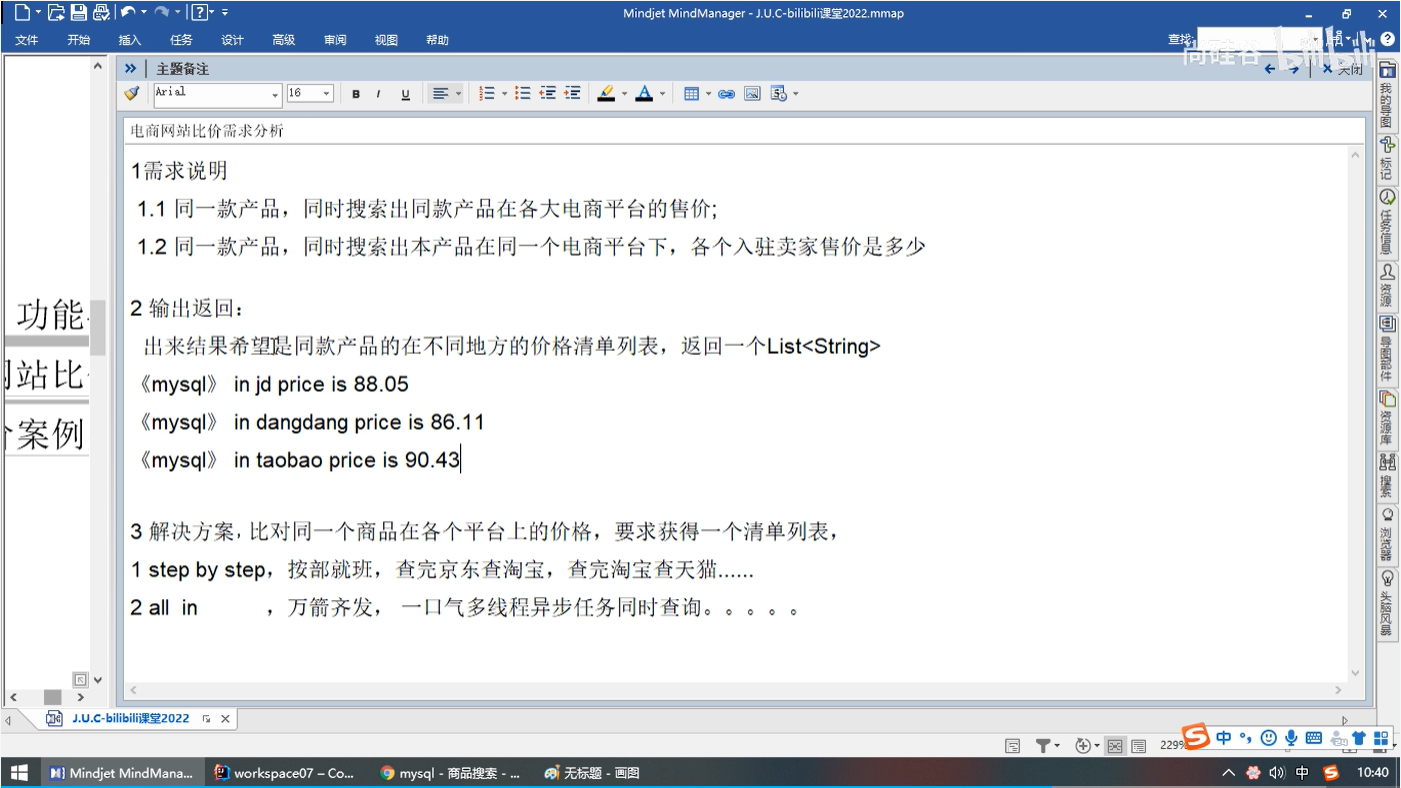 Mindjet MindManager - J.U.C-bilibili课堂2022.mmap
文件 开始 插入 任务 设计 高级 审阅 视图 帮助
查找:
尚硅谷 bilibili
主题备注
关闭
Arial 16 B I U
电商网站比价需求分析
1需求说明
1.1 同一款产品，同时搜索出同款产品在各大电商平台的售价;
1.2 同一款产品，同时搜索出本产品在同一个电商平台下，各个入驻卖家售价是多少
2 输出返回：
出来结果希望是同款产品的在不同地方的价格清单列表，返回一个List<String>
《mysql》 in jd price is 88.05
《mysql》 in dangdang price is 86.11
《mysql》 in taobao price is 90.43
3 解决方案，比对同一个商品在各个平台上的价格，要求获得一个清单列表，
1 step by step，按部就班，查完京东查淘宝，查完淘宝查天猫......
2 all in ，万箭齐发，一口气多线程异步任务同时查询。。。。。
功能
网站比
案例
我的导图
标记
任务信息
资源
导图部件
资源库
搜索
浏览器
头脑风暴
J.U.C-bilibili课堂2022
229%
中
Mindjet MindMana...
workspace07 – Co...
mysql - 商品搜索 - ...
无标题 - 画图
中
10:40